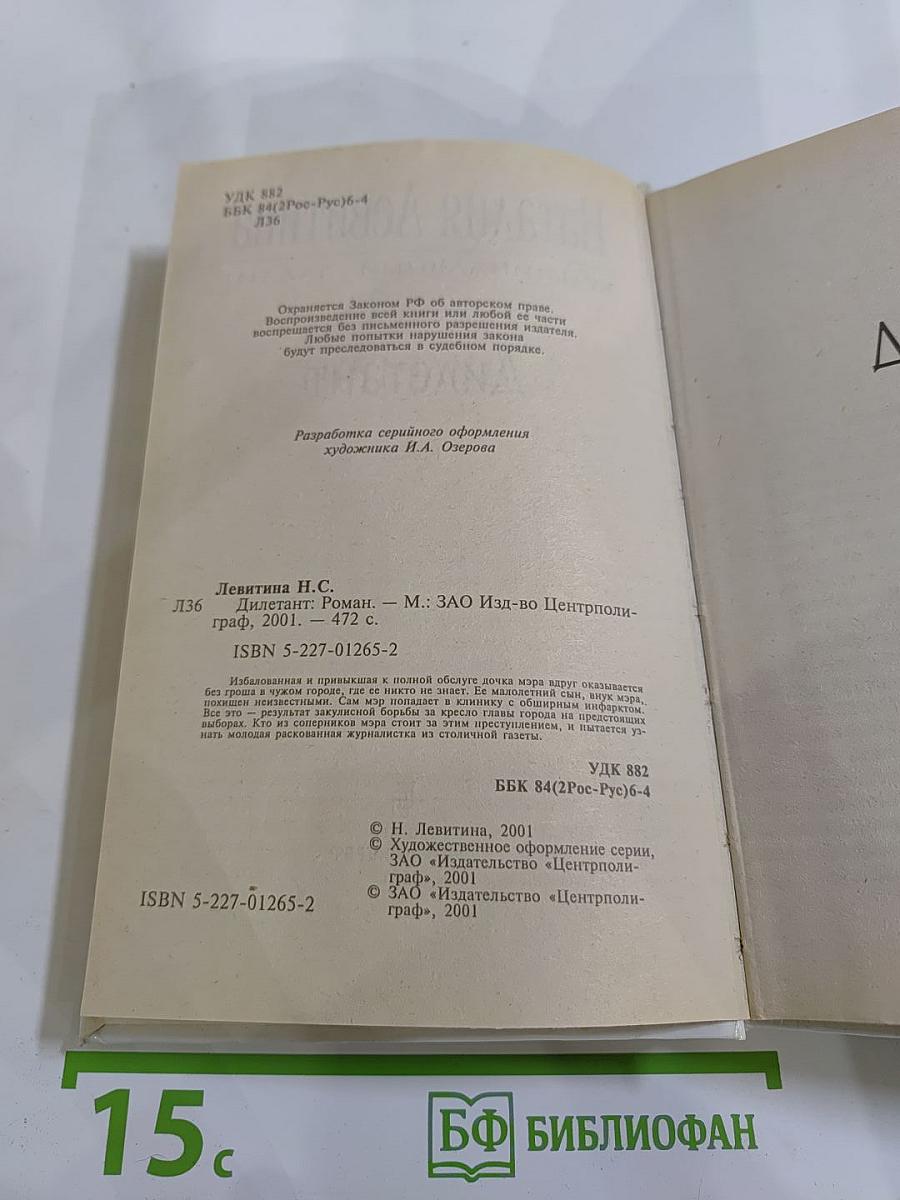 УДК 882
ББК 84(2Рос-Рус)6-4
Л36
Охраняется Законом РФ об авторском праве.
Воспроизведение всей книги или любой ее части
воспрещается без письменного разрешения издателя.
Любые попытки нарушения закона
будут преследоваться в судебном порядке.
Разработка серийного оформления
художника И.А. Озерова
Левитина Н.С.
Л36 Дилетант: Роман. — М.: ЗАО Изд-во Центрполи-
граф, 2001. — 472 с.
ISBN 5-227-01265-2
Избалованная и привыкшая к полной обслуге дочка мэра вдруг оказывается
без гроша в чужом городе, где ее никто не знает. Ее малолетний сын, внук мэра,
похищен неизвестными. Сам мэр попадает в клинику с обширным инфарктом.
Все это — результат закулисной борьбы за кресло главы города на предстоящих
выборах. Кто из соперников мэра стоит за этим преступлением, и пытается уз-
нать молодая раскованная журналистка из столичной газеты.
УДК 882
ББК 84(2Рос-Рус)6-4
© Н. Левитина, 2001
© Художественное оформление серии,
ЗАО «Издательство «Центрполи-
граф», 2001
© ЗАО «Издательство «Центрполи-
граф», 2001
ISBN 5-227-01265-2
Д
15 с
БФ БИБЛИОФАН